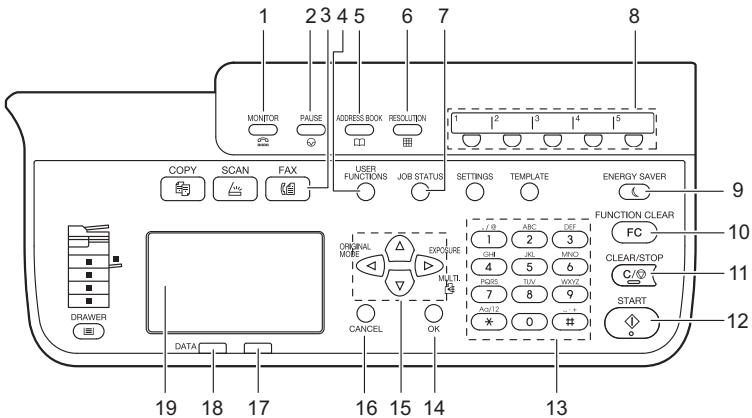 1 2 3 4 5 6 7 8
MONITOR PAUSE ADDRESS BOOK RESOLUTION
1 2 3 4 5
COPY SCAN FAX
USER FUNCTIONS JOB STATUS SETTINGS TEMPLATE
ENERGY SAVER
9
FUNCTION CLEAR
FC
10
CLEAR/STOP
C/
11
START
12
ORIGINAL MODE
EXPOSURE
MULTI.
CANCEL
OK
. / @ ABC DEF
1 2 3
GHI JKL MNO
4 5 6
PQRS TUV WXYZ
7 8 9
Aa/12 _ - +
* 0 #
DRAWER
DATA
19 18 17 16 15 14 13